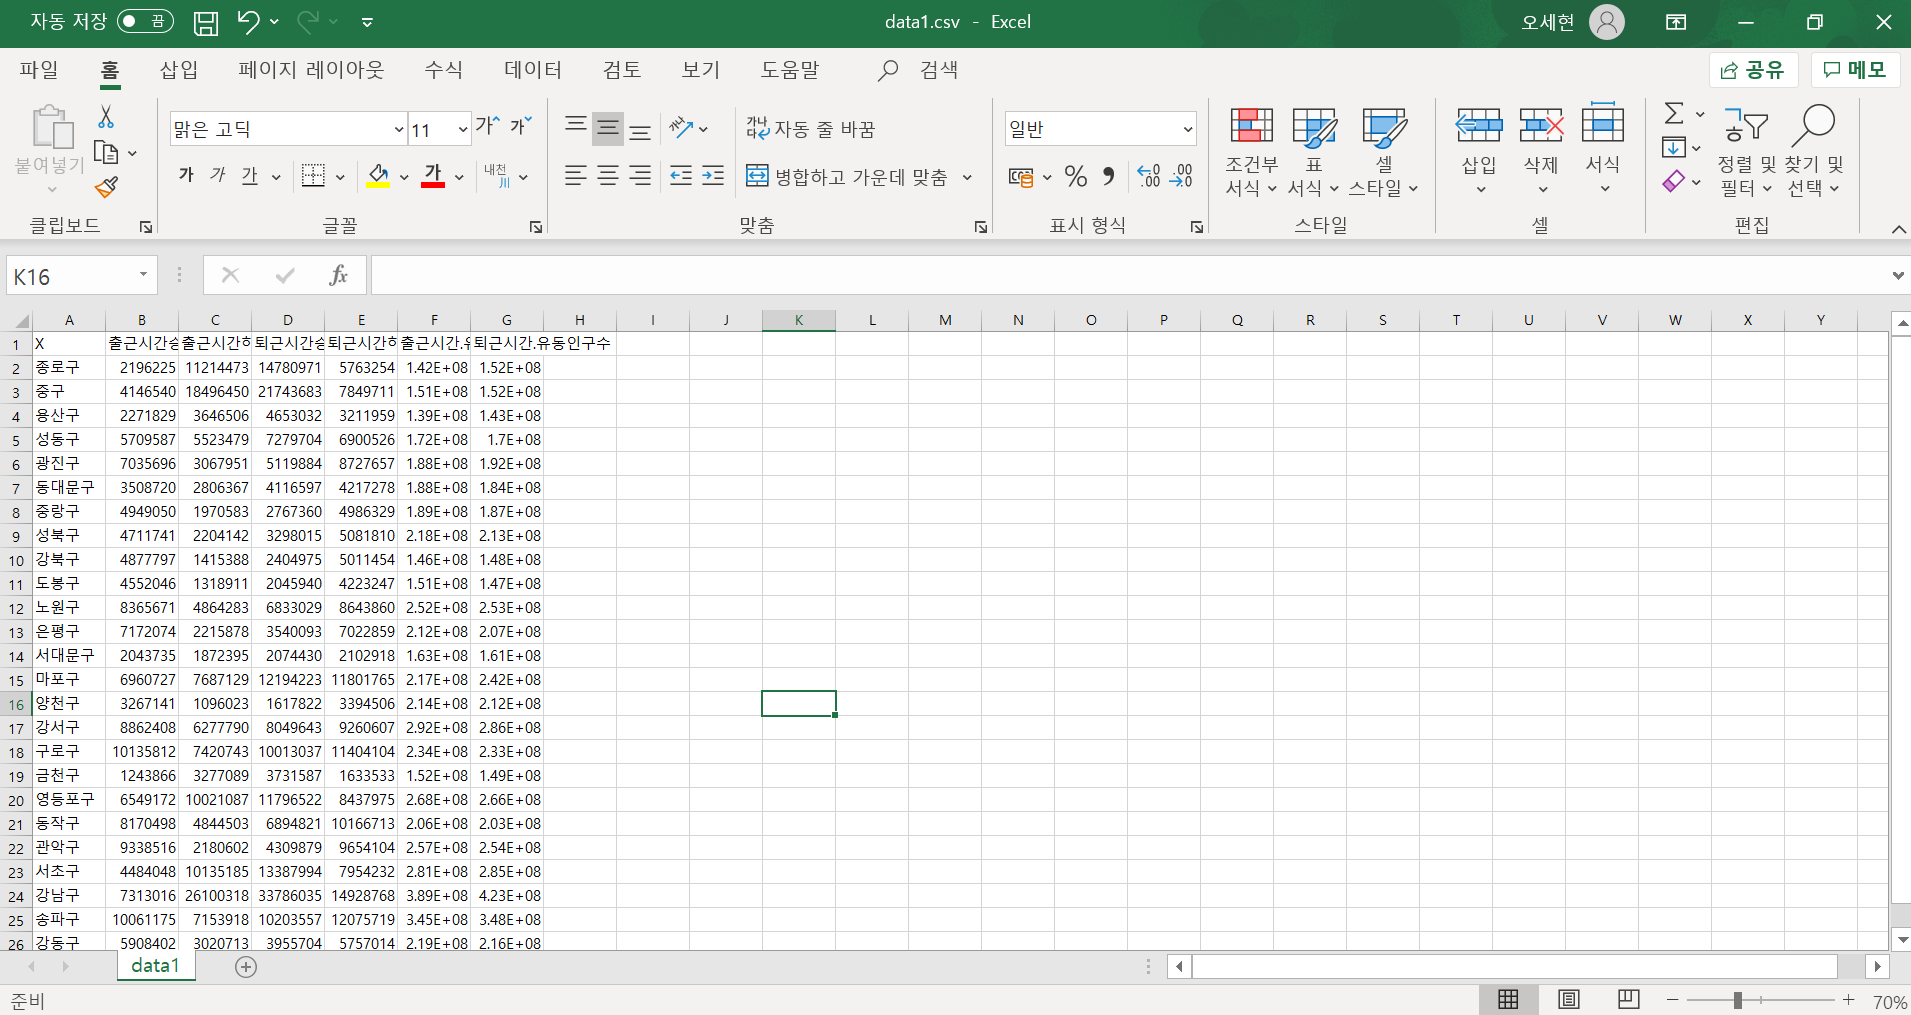 자동 저장 끔 data1.csv - Excel 오세현
파일 홈 삽입 페이지 레이아웃 수식 데이터 검토 보기 도움말 검색 공유 메모
붙여넣기 맑은 고딕 11 가 가 가 가 가 가 내천 川 가나다 자동 줄 바꿈 병합하고 가운데 맞춤 일반 % .00 .00 조건부 서식 표 서식 셀 스타일 삽입 삭제 서식 정렬 및 필터 찾기 및 선택
클립보드 글꼴 맞춤 표시 형식 스타일 셀 편집
K16 fx
A B C D E F G H I J K L M N O P Q R S T U V W X Y
1 X 출근시간승 출근시간하 퇴근시간승 퇴근시간하 출근시간.유 퇴근시간.유동인구수
2 종로구 2196225 11214473 14780971 5763254 1.42E+08 1.52E+08
3 중구 4146540 18496450 21743683 7849711 1.51E+08 1.52E+08
4 용산구 2271829 3646506 4653032 3211959 1.39E+08 1.43E+08
5 성동구 5709587 5523479 7279704 6900526 1.72E+08 1.7E+08
6 광진구 7035696 3067951 5119884 8727657 1.88E+08 1.92E+08
7 동대문구 3508720 2806367 4116597 4217278 1.88E+08 1.84E+08
8 중랑구 4949050 1970583 2767360 4986329 1.89E+08 1.87E+08
9 성북구 4711741 2204142 3298015 5081810 2.18E+08 2.13E+08
10 강북구 4877797 1415388 2404975 5011454 1.46E+08 1.48E+08
11 도봉구 4552046 1318911 2045940 4223247 1.51E+08 1.47E+08
12 노원구 8365671 4864283 6833029 8643860 2.52E+08 2.53E+08
13 은평구 7172074 2215878 3540093 7022859 2.12E+08 2.07E+08
14 서대문구 2043735 1872395 2074430 2102918 1.63E+08 1.61E+08
15 마포구 6960727 7687129 12194223 11801765 2.17E+08 2.42E+08
16 양천구 3267141 1096023 1617822 3394506 2.14E+08 2.12E+08
17 강서구 8862408 6277790 8049643 9260607 2.92E+08 2.86E+08
18 구로구 10135812 7420743 10013037 11404104 2.34E+08 2.33E+08
19 금천구 1243866 3277089 3731587 1633533 1.52E+08 1.49E+08
20 영등포구 6549172 10021087 11796522 8437975 2.68E+08 2.66E+08
21 동작구 8170498 4844503 6894821 10166713 2.06E+08 2.03E+08
22 관악구 9338516 2180602 4309879 9654104 2.57E+08 2.54E+08
23 서초구 4484048 10135185 13387994 7954232 2.81E+08 2.85E+08
24 강남구 7313016 26100318 33786035 14928768 3.89E+08 4.23E+08
25 송파구 10061175 7153918 10203557 12075719 3.45E+08 3.48E+08
26 강동구 5908402 3020713 3955704 5757014 2.19E+08 2.16E+08
data1
준비 70%